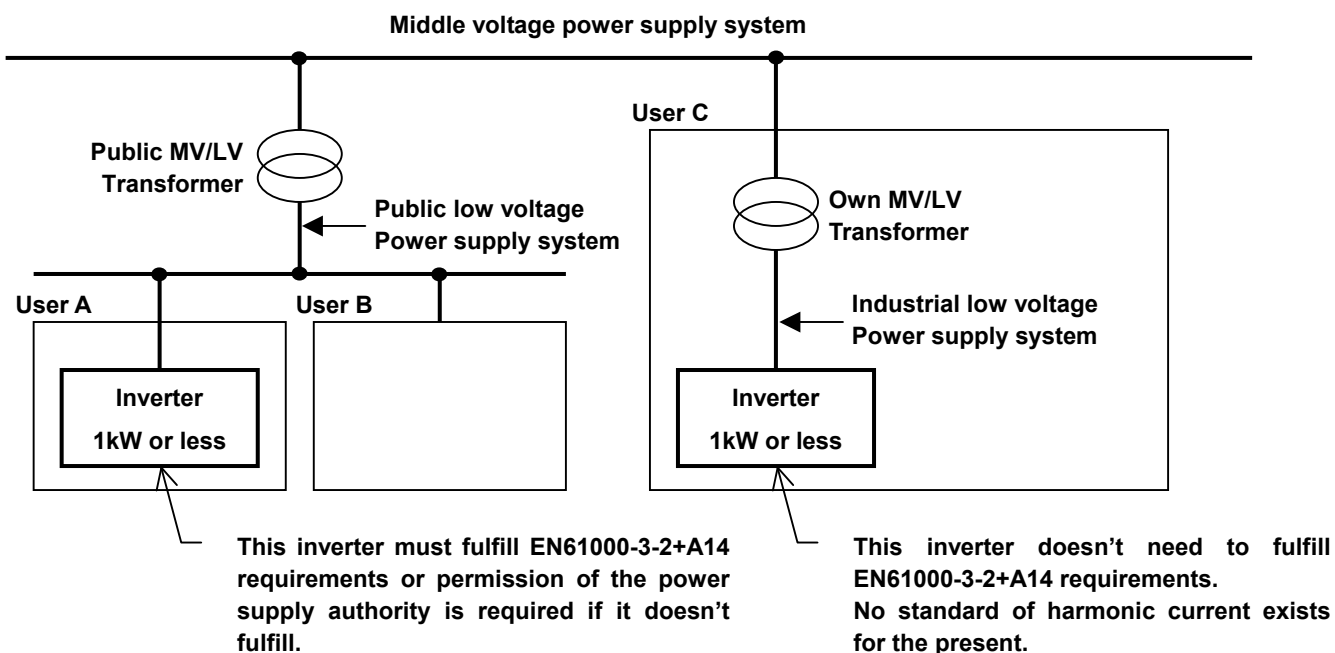 Middle voltage power supply system
User C
Public MV/LV
Transformer
Own MV/LV
Transformer
Public low voltage
Power supply system
User A
User B
Industrial low voltage
Power supply system
Inverter
1kW or less
Inverter
1kW or less
This inverter must fulfill EN61000-3-2+A14
requirements or permission of the power
supply authority is required if it doesn't
fulfill.
This inverter doesn't need to fulfill
EN61000-3-2+A14 requirements.
No standard of harmonic current exists
for the present.